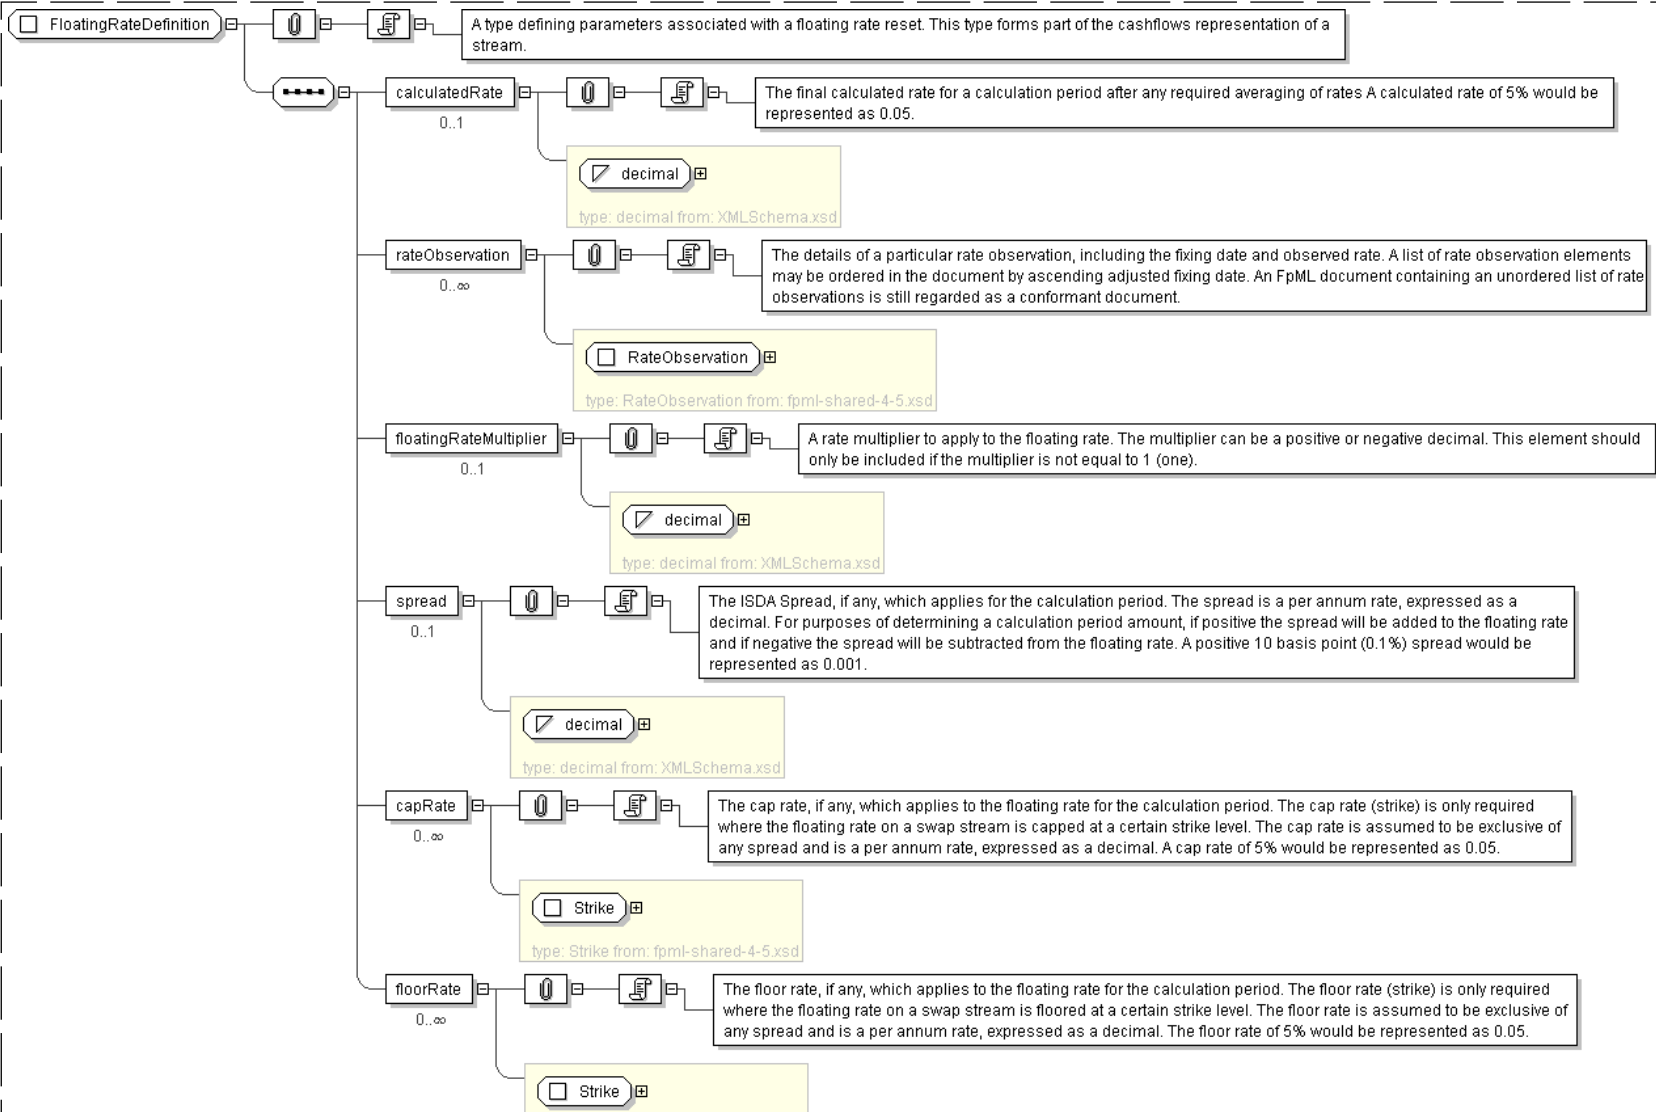 FloatingRateDefinition
A type defining parameters associated with a floating rate reset. This type forms part of the cashflows representation of a
stream.
calculatedRate
0..1
The final calculated rate for a calculation period after any required averaging of rates A calculated rate of 5% would be
represented as 0.05.
decimal
type: decimal from: XMLSchema.xsd
rateObservation
0..∞
The details of a particular rate observation, including the fixing date and observed rate. A list of rate observation elements
may be ordered in the document by ascending adjusted fixing date. An FpML document containing an unordered list of rate
observations is still regarded as a conformant document.
RateObservation
type: RateObservation from: fpml-shared-4-5.xsd
floatingRateMultiplier
0..1
A rate multiplier to apply to the floating rate. The multiplier can be a positive or negative decimal. This element should
only be included if the multiplier is not equal to 1 (one).
decimal
type: decimal from: XMLSchema.xsd
spread
0..1
The ISDA Spread, if any, which applies for the calculation period. The spread is a per annum rate, expressed as a
decimal. For purposes of determining a calculation period amount, if positive the spread will be added to the floating rate
and if negative the spread will be subtracted from the floating rate. A positive 10 basis point (0.1%) spread would be
represented as 0.001.
decimal
type: decimal from: XMLSchema.xsd
capRate
0..∞
The cap rate, if any, which applies to the floating rate for the calculation period. The cap rate (strike) is only required
where the floating rate on a swap stream is capped at a certain strike level. The cap rate is assumed to be exclusive of
any spread and is a per annum rate, expressed as a decimal. A cap rate of 5% would be represented as 0.05.
Strike
type: Strike from: fpml-shared-4-5.xsd
floorRate
0..∞
The floor rate, if any, which applies to the floating rate for the calculation period. The floor rate (strike) is only required
where the floating rate on a swap stream is floored at a certain strike level. The floor rate is assumed to be exclusive of
any spread and is a per annum rate, expressed as a decimal. The floor rate of 5% would be represented as 0.05.
Strike